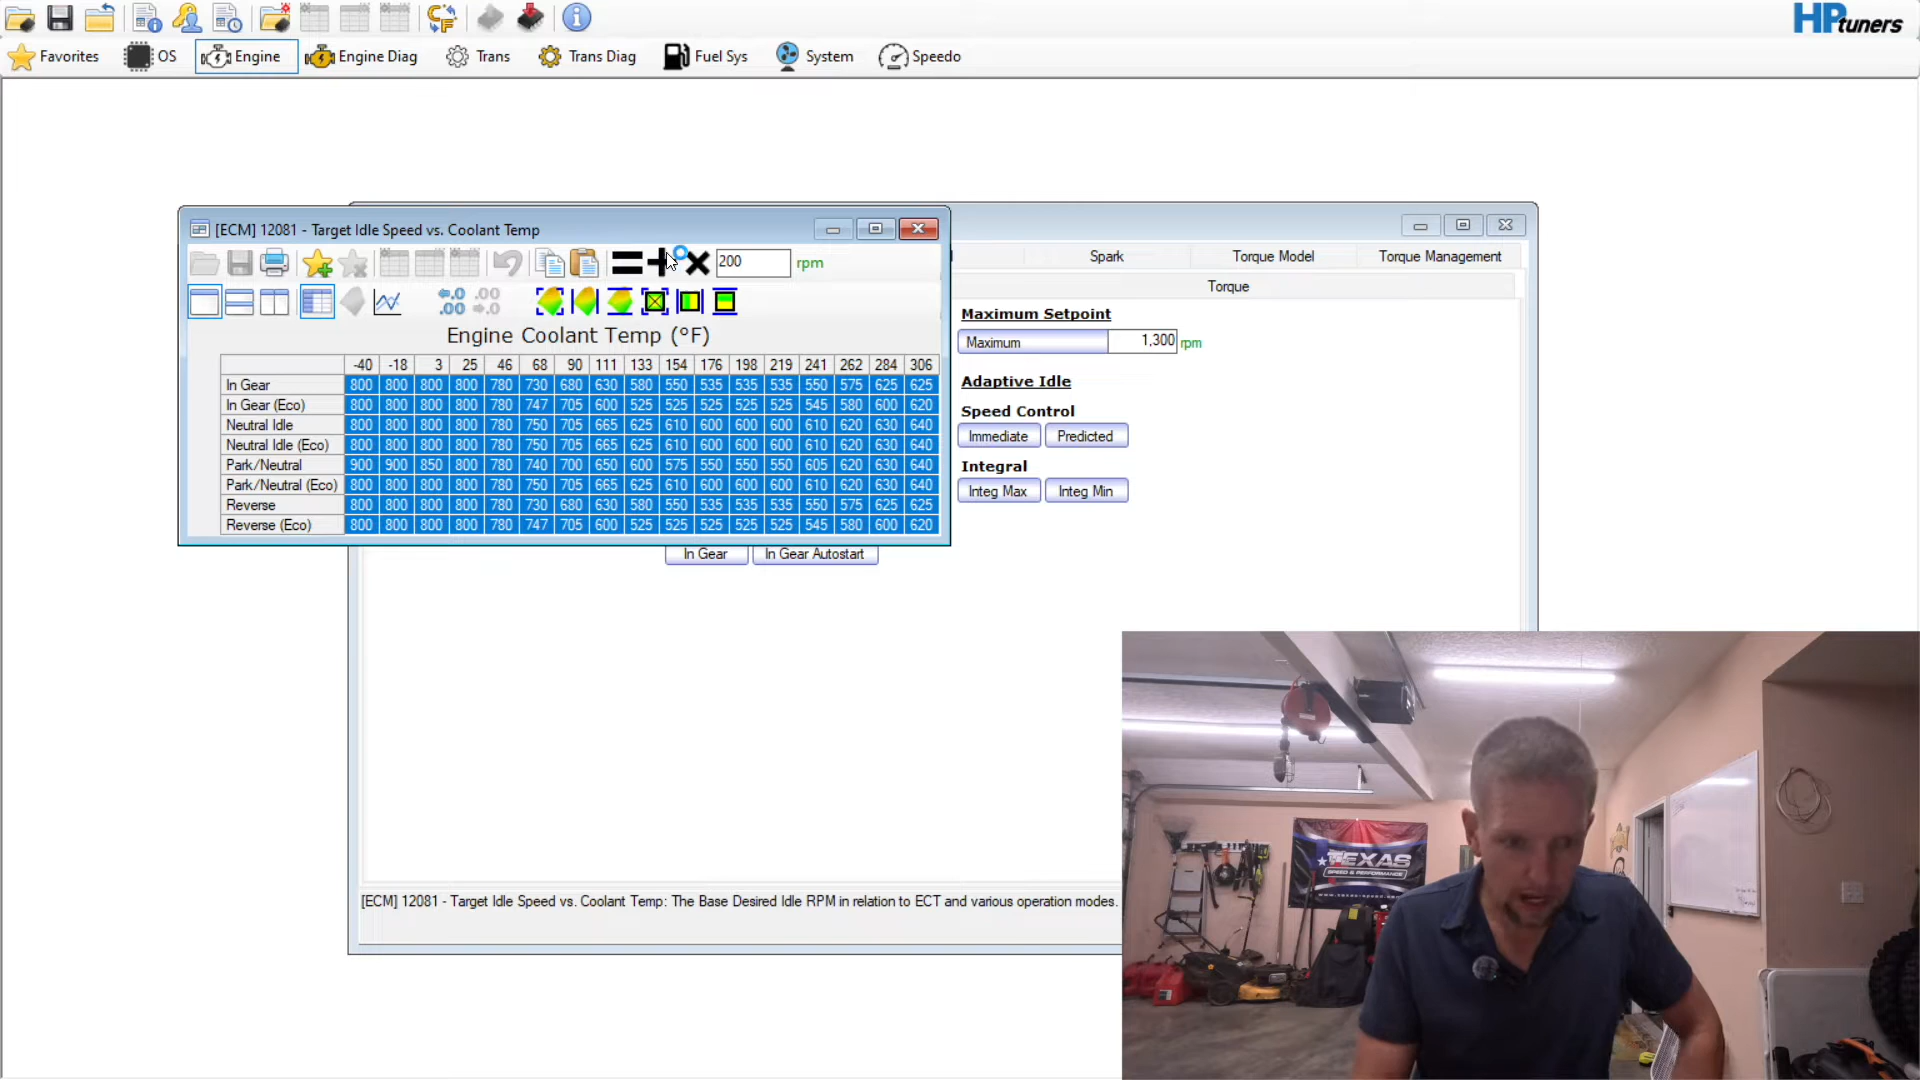 HPtuners
Favorites OS Engine Engine Diag Trans Trans Diag Fuel Sys System Speedo
[ECM] 12081 - Target Idle Speed vs. Coolant Temp
200 rpm
Engine Coolant Temp (°F)
-40 -18 3 25 46 68 90 111 133 154 176 198 219 241 262 284 306
In Gear 800 800 800 800 780 730 680 630 580 550 535 535 535 550 575 625 625
In Gear (Eco) 800 800 800 800 780 747 705 600 525 525 525 525 525 545 580 600 620
Neutral Idle 800 800 800 800 780 750 705 665 625 610 600 600 600 610 620 630 640
Neutral Idle (Eco) 800 800 800 800 780 750 705 665 625 610 600 600 600 610 620 630 640
Park/Neutral 900 900 850 800 780 740 700 650 600 575 550 550 550 605 620 630 640
Park/Neutral (Eco) 800 800 800 800 780 750 705 665 625 610 600 600 600 610 620 630 640
Reverse 800 800 800 800 780 730 680 630 580 550 535 535 535 550 575 625 625
Reverse (Eco) 800 800 800 800 780 747 705 600 525 525 525 525 525 545 580 600 620
Spark Torque Model Torque Management
Torque
Maximum Setpoint
Maximum 1,300 rpm
Adaptive Idle
Speed Control
Immediate Predicted
Integral
Integ Max Integ Min
In Gear In Gear Autostart
[ECM] 12081 - Target Idle Speed vs. Coolant Temp: The Base Desired Idle RPM in relation to ECT and various operation modes.
TEXAS
SPEED & PERFORMANCE
www.texas-speed.com